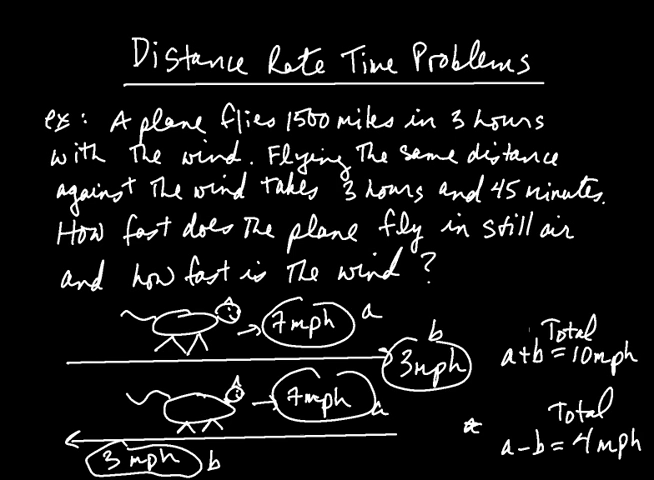 Distance Rate Time Problems
ex: A plane flies 1500 miles in 3 hours
with the wind. Flying the same distance
against the wind takes 3 hours and 45 minutes.
How fast does the plane fly in still air
and how fast is the wind?
7mph a
b
3mph
Total
a+b=10mph
7mph a
Total
a-b=4mph
3 mph b